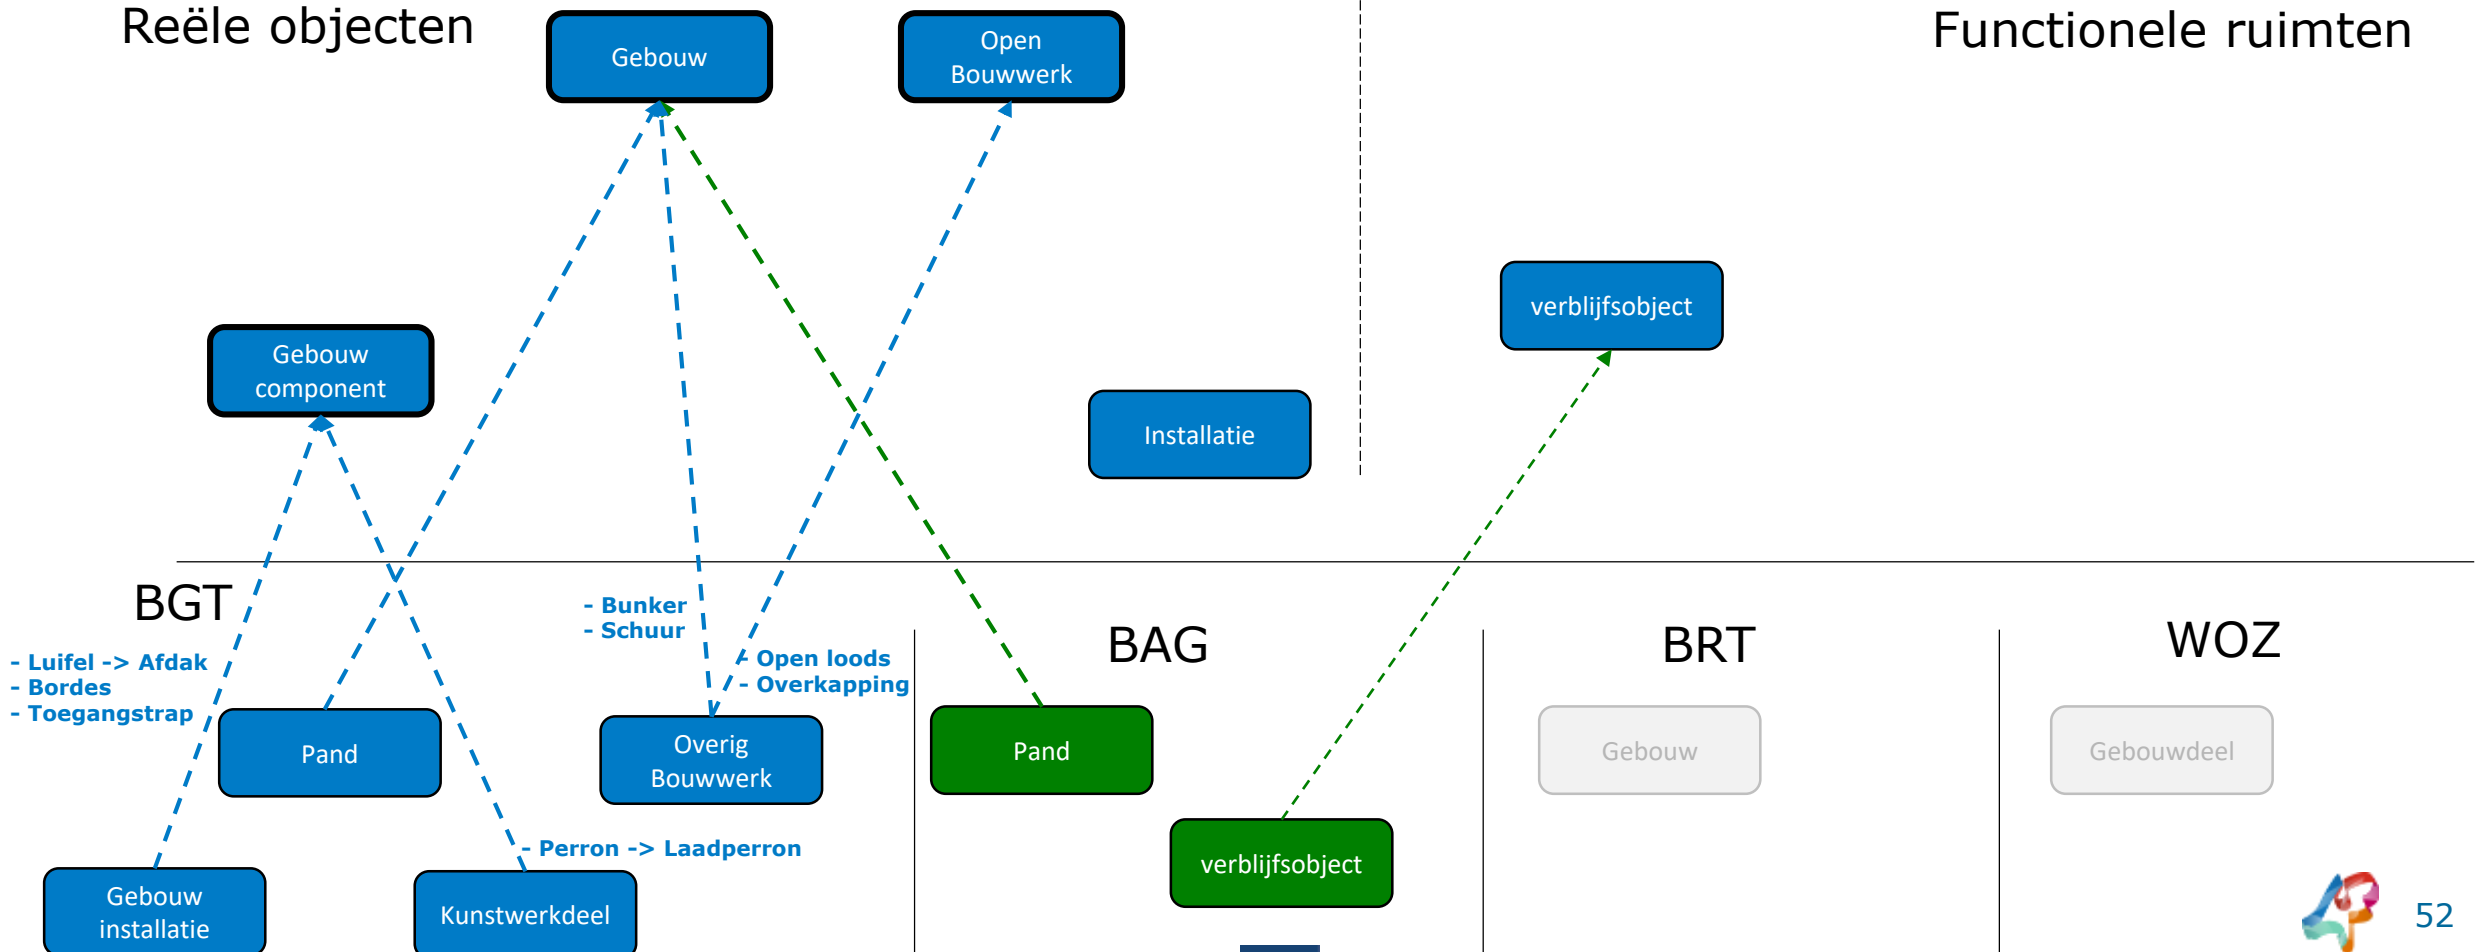 Reële objecten
Functionele ruimten
Gebouw
Open
Bouwwerk
verblijfsobject
Gebouw
component
Installatie
BGT
- Bunker
- Schuur
BAG
BRT
WOZ
- Luifel -> Afdak
- Bordes
- Toegangstrap
- Open loods
- Overkapping
Pand
Overig
Bouwwerk
Pand
Gebouw
Gebouwdeel
- Perron -> Laadperron
verblijfsobject
Gebouw
installatie
Kunstwerkdeel
52